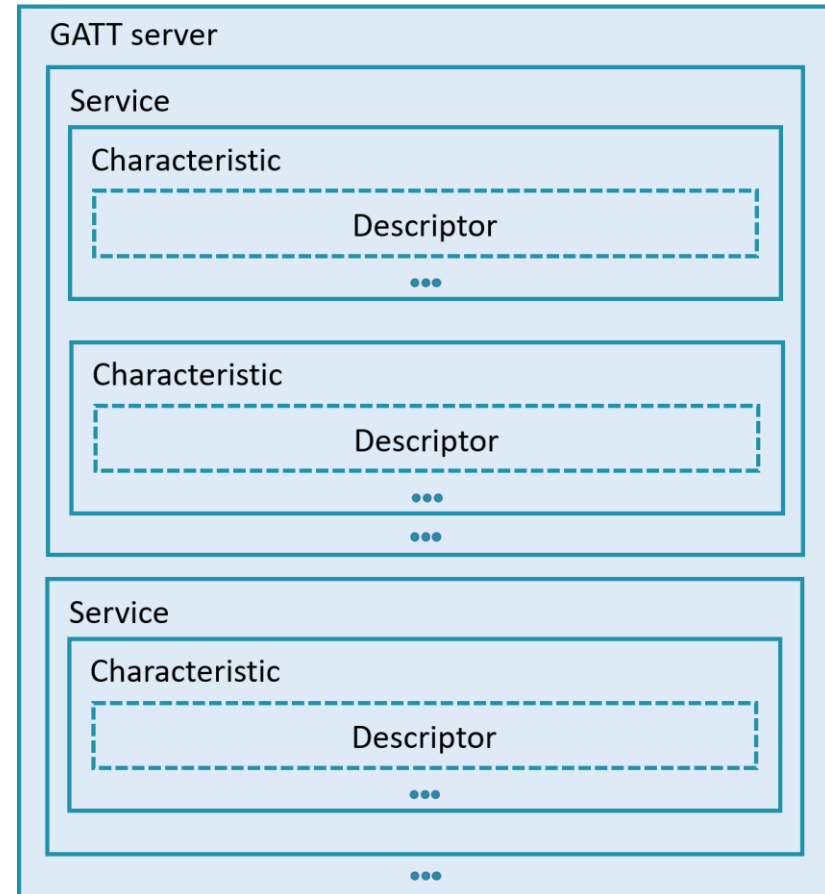 GATT server
Service
Characteristic
Descriptor
•••
Characteristic
Descriptor
•••
•••
Service
Characteristic
Descriptor
•••
•••